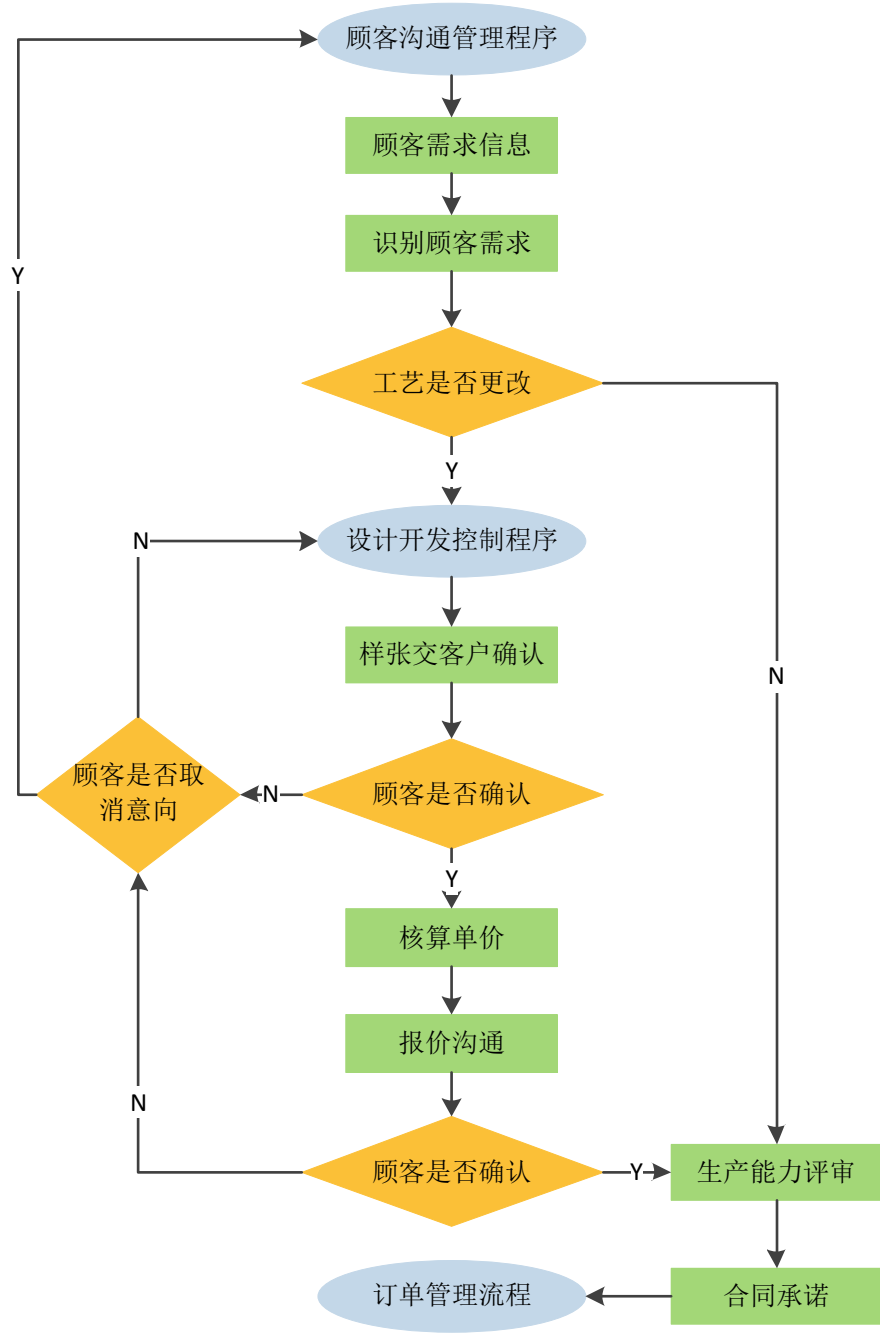 顾客沟通管理程序
顾客需求信息
识别顾客需求
Y
工艺是否更改
Y
N
设计开发控制程序
样张交客户确认
N
顾客是否取
消意向
N
顾客是否确认
Y
核算单价
报价沟通
N
顾客是否确认
Y
生产能力评审
订单管理流程
合同承诺